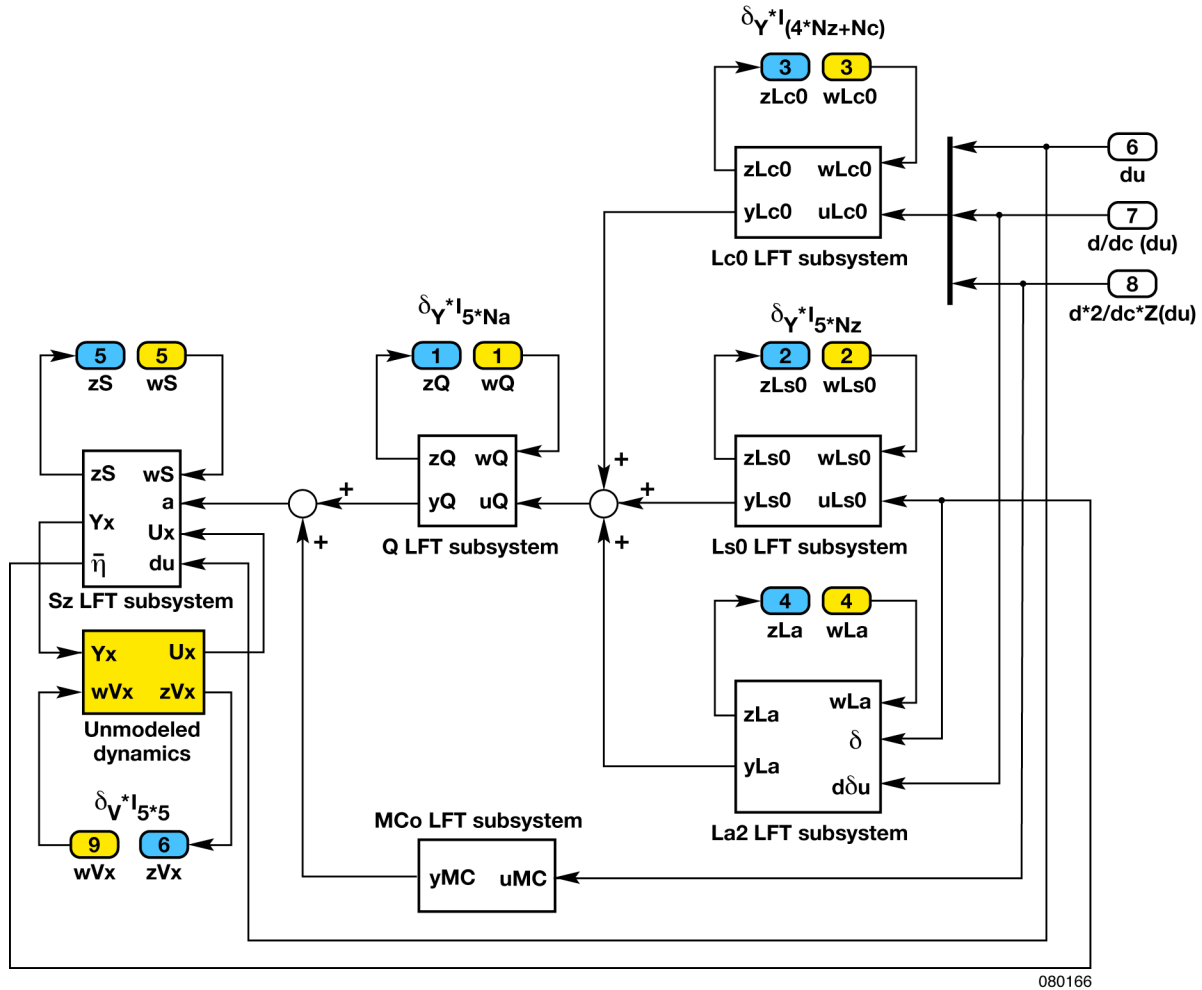 δY*I(4*Nz+Nc)
3 3
zLc0 wLc0
zLc0 wLc0
yLc0 uLc0
Lc0 LFT subsystem
6
du
7
d/dc (du)
8
d*2/dc*Z(du)
δY*I5*Na
1 1
zQ wQ
zQ wQ
yQ uQ
Q LFT subsystem
+
+
δY*I5*Nz
2 2
zLs0 wLs0
zLs0 wLs0
yLs0 uLs0
Ls0 LFT subsystem
+
+
+
5 5
zS wS
zS wS
a
Yx
Ux
η̄ du
Sz LFT subsystem
Yx Ux
wVx zVx
Unmodeled
dynamics
δV*I5*5
9 6
wVx zVx
4 4
zLa wLa
wLa
zLa
δ
yLa
dδu
La2 LFT subsystem
MCo LFT subsystem
yMC uMC
080166